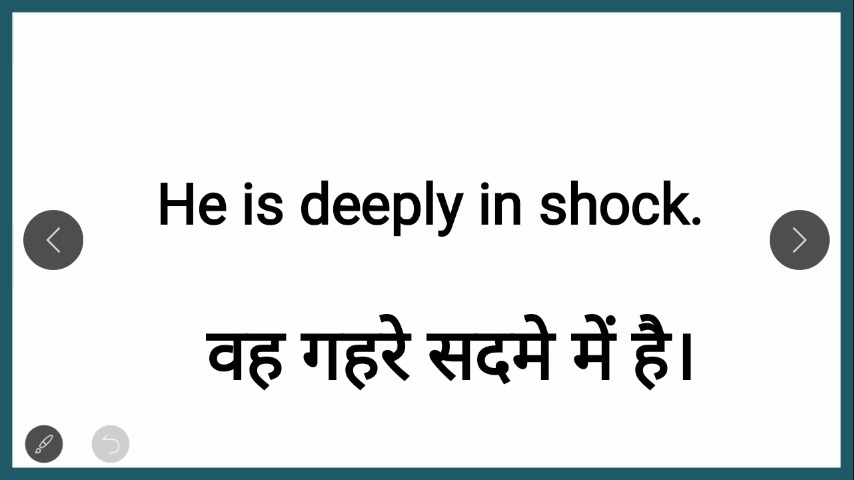 He is deeply in shock.
वह गहरे सदमे में है।